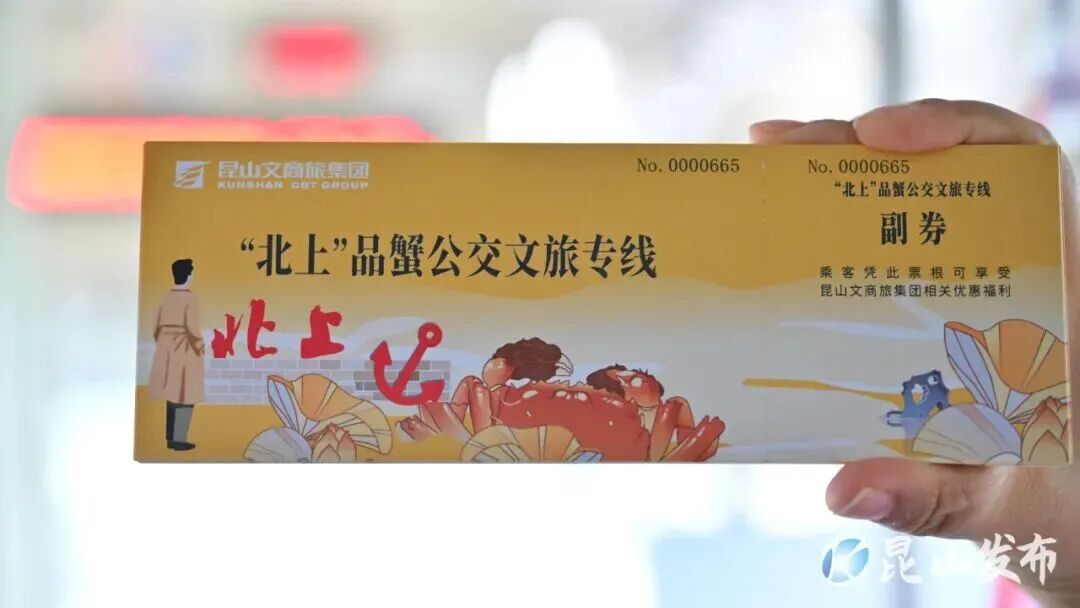 昆山文商旅集团
KUNSHAN CBT GROUP
No. 0000665
“北上”品蟹公交文旅专线
北上
No. 0000665
“北上”品蟹公交文旅专线
副券
乘客凭此票根可享受
昆山文商旅集团相关优惠福利
昆山发布